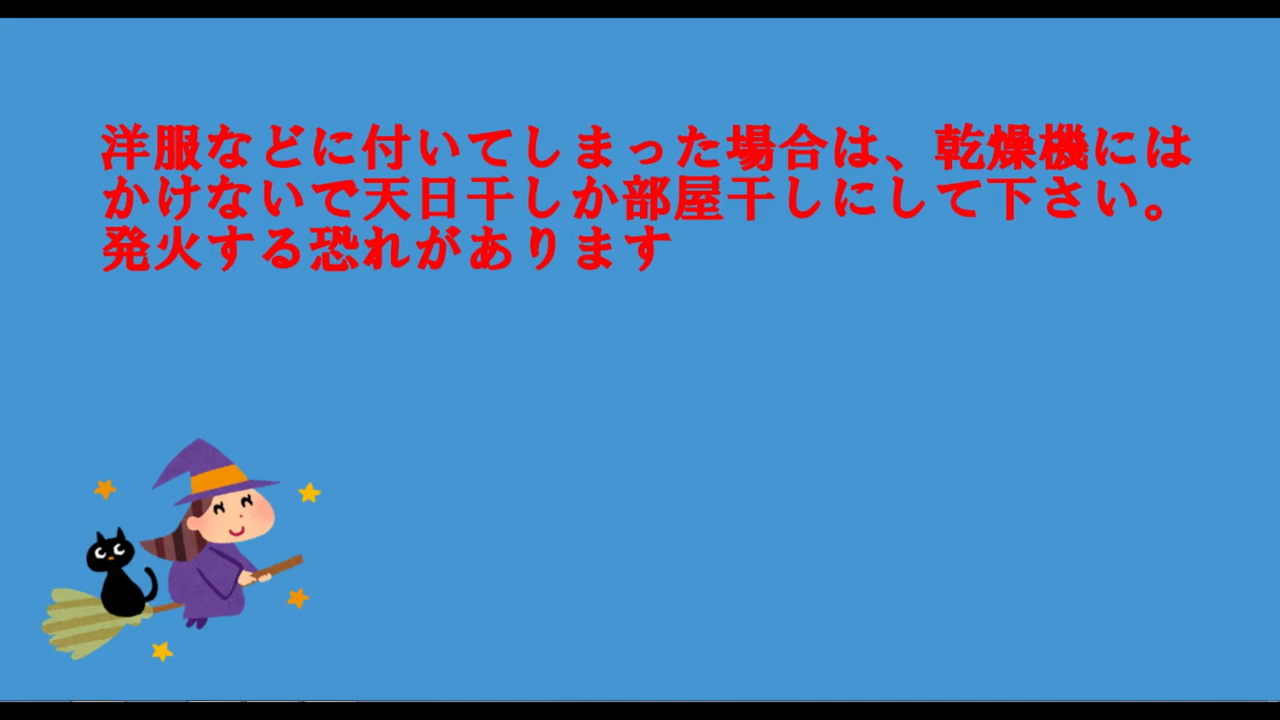 洋服などに付いてしまった場合は、乾燥機には
かけないで天日干しか部屋干しにして下さい。
発火する恐れがあります